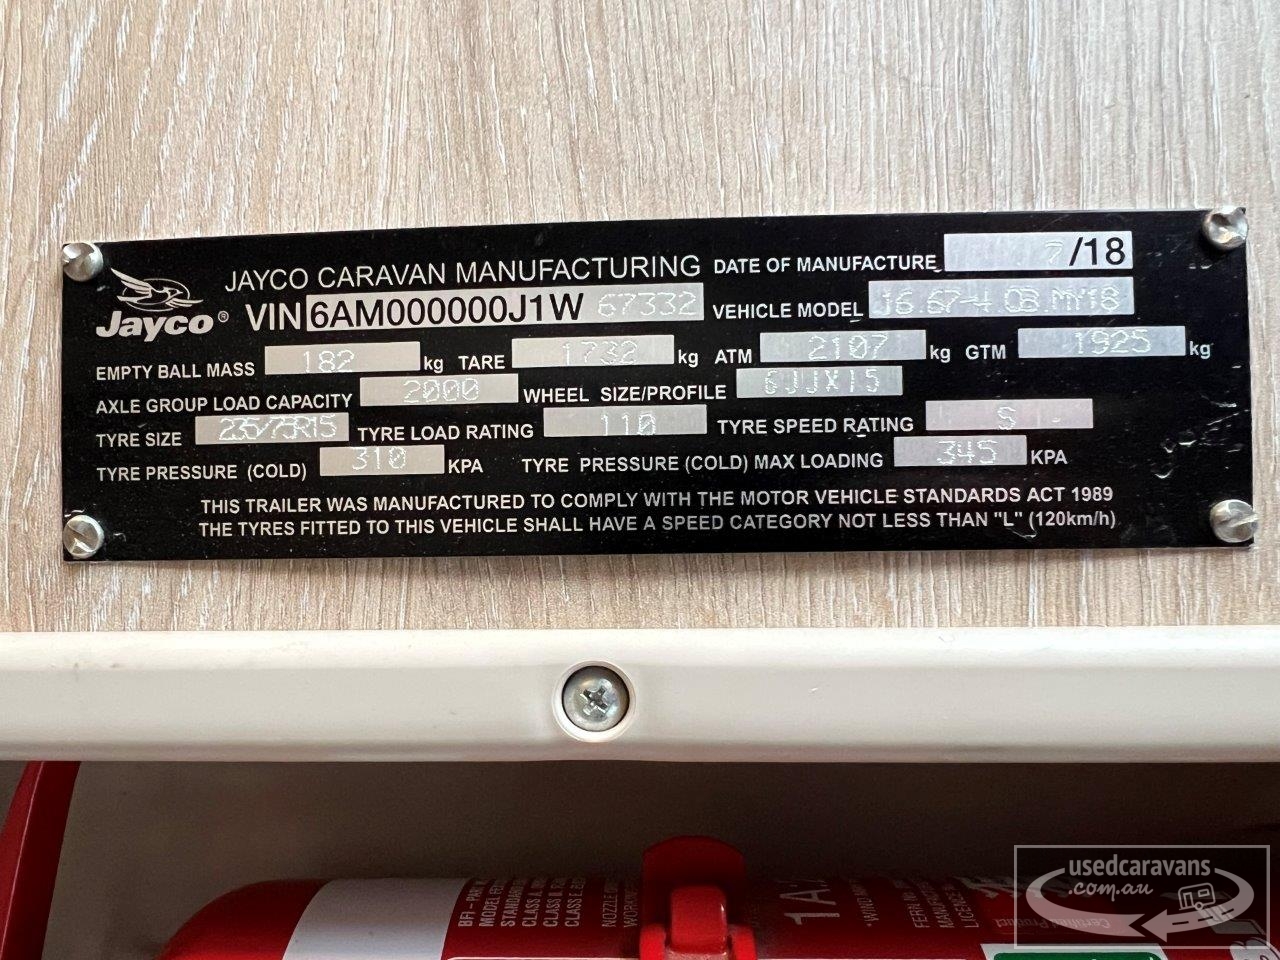 JAYCO CARAVAN MANUFACTURING DATE OF MANUFACTURE 7/18
Jayco® VIN 6AM000000J1W 67332 VEHICLE MODEL J6.67-4.OB.MY18
EMPTY BALL MASS 182 kg TARE 1732 kg ATM 2107 kg GTM 1925 kg
AXLE GROUP LOAD CAPACITY 2000 WHEEL SIZE/PROFILE 6JJX15
TYRE SIZE 235/75R15 TYRE LOAD RATING 110 TYRE SPEED RATING S
TYRE PRESSURE (COLD) 310 KPA TYRE PRESSURE (COLD) MAX LOADING 345 KPA
THIS TRAILER WAS MANUFACTURED TO COMPLY WITH THE MOTOR VEHICLE STANDARDS ACT 1989
THE TYRES FITTED TO THIS VEHICLE SHALL HAVE A SPEED CATEGORY NOT LESS THAN "L" (120km/h)
usedcaravans
.com.au